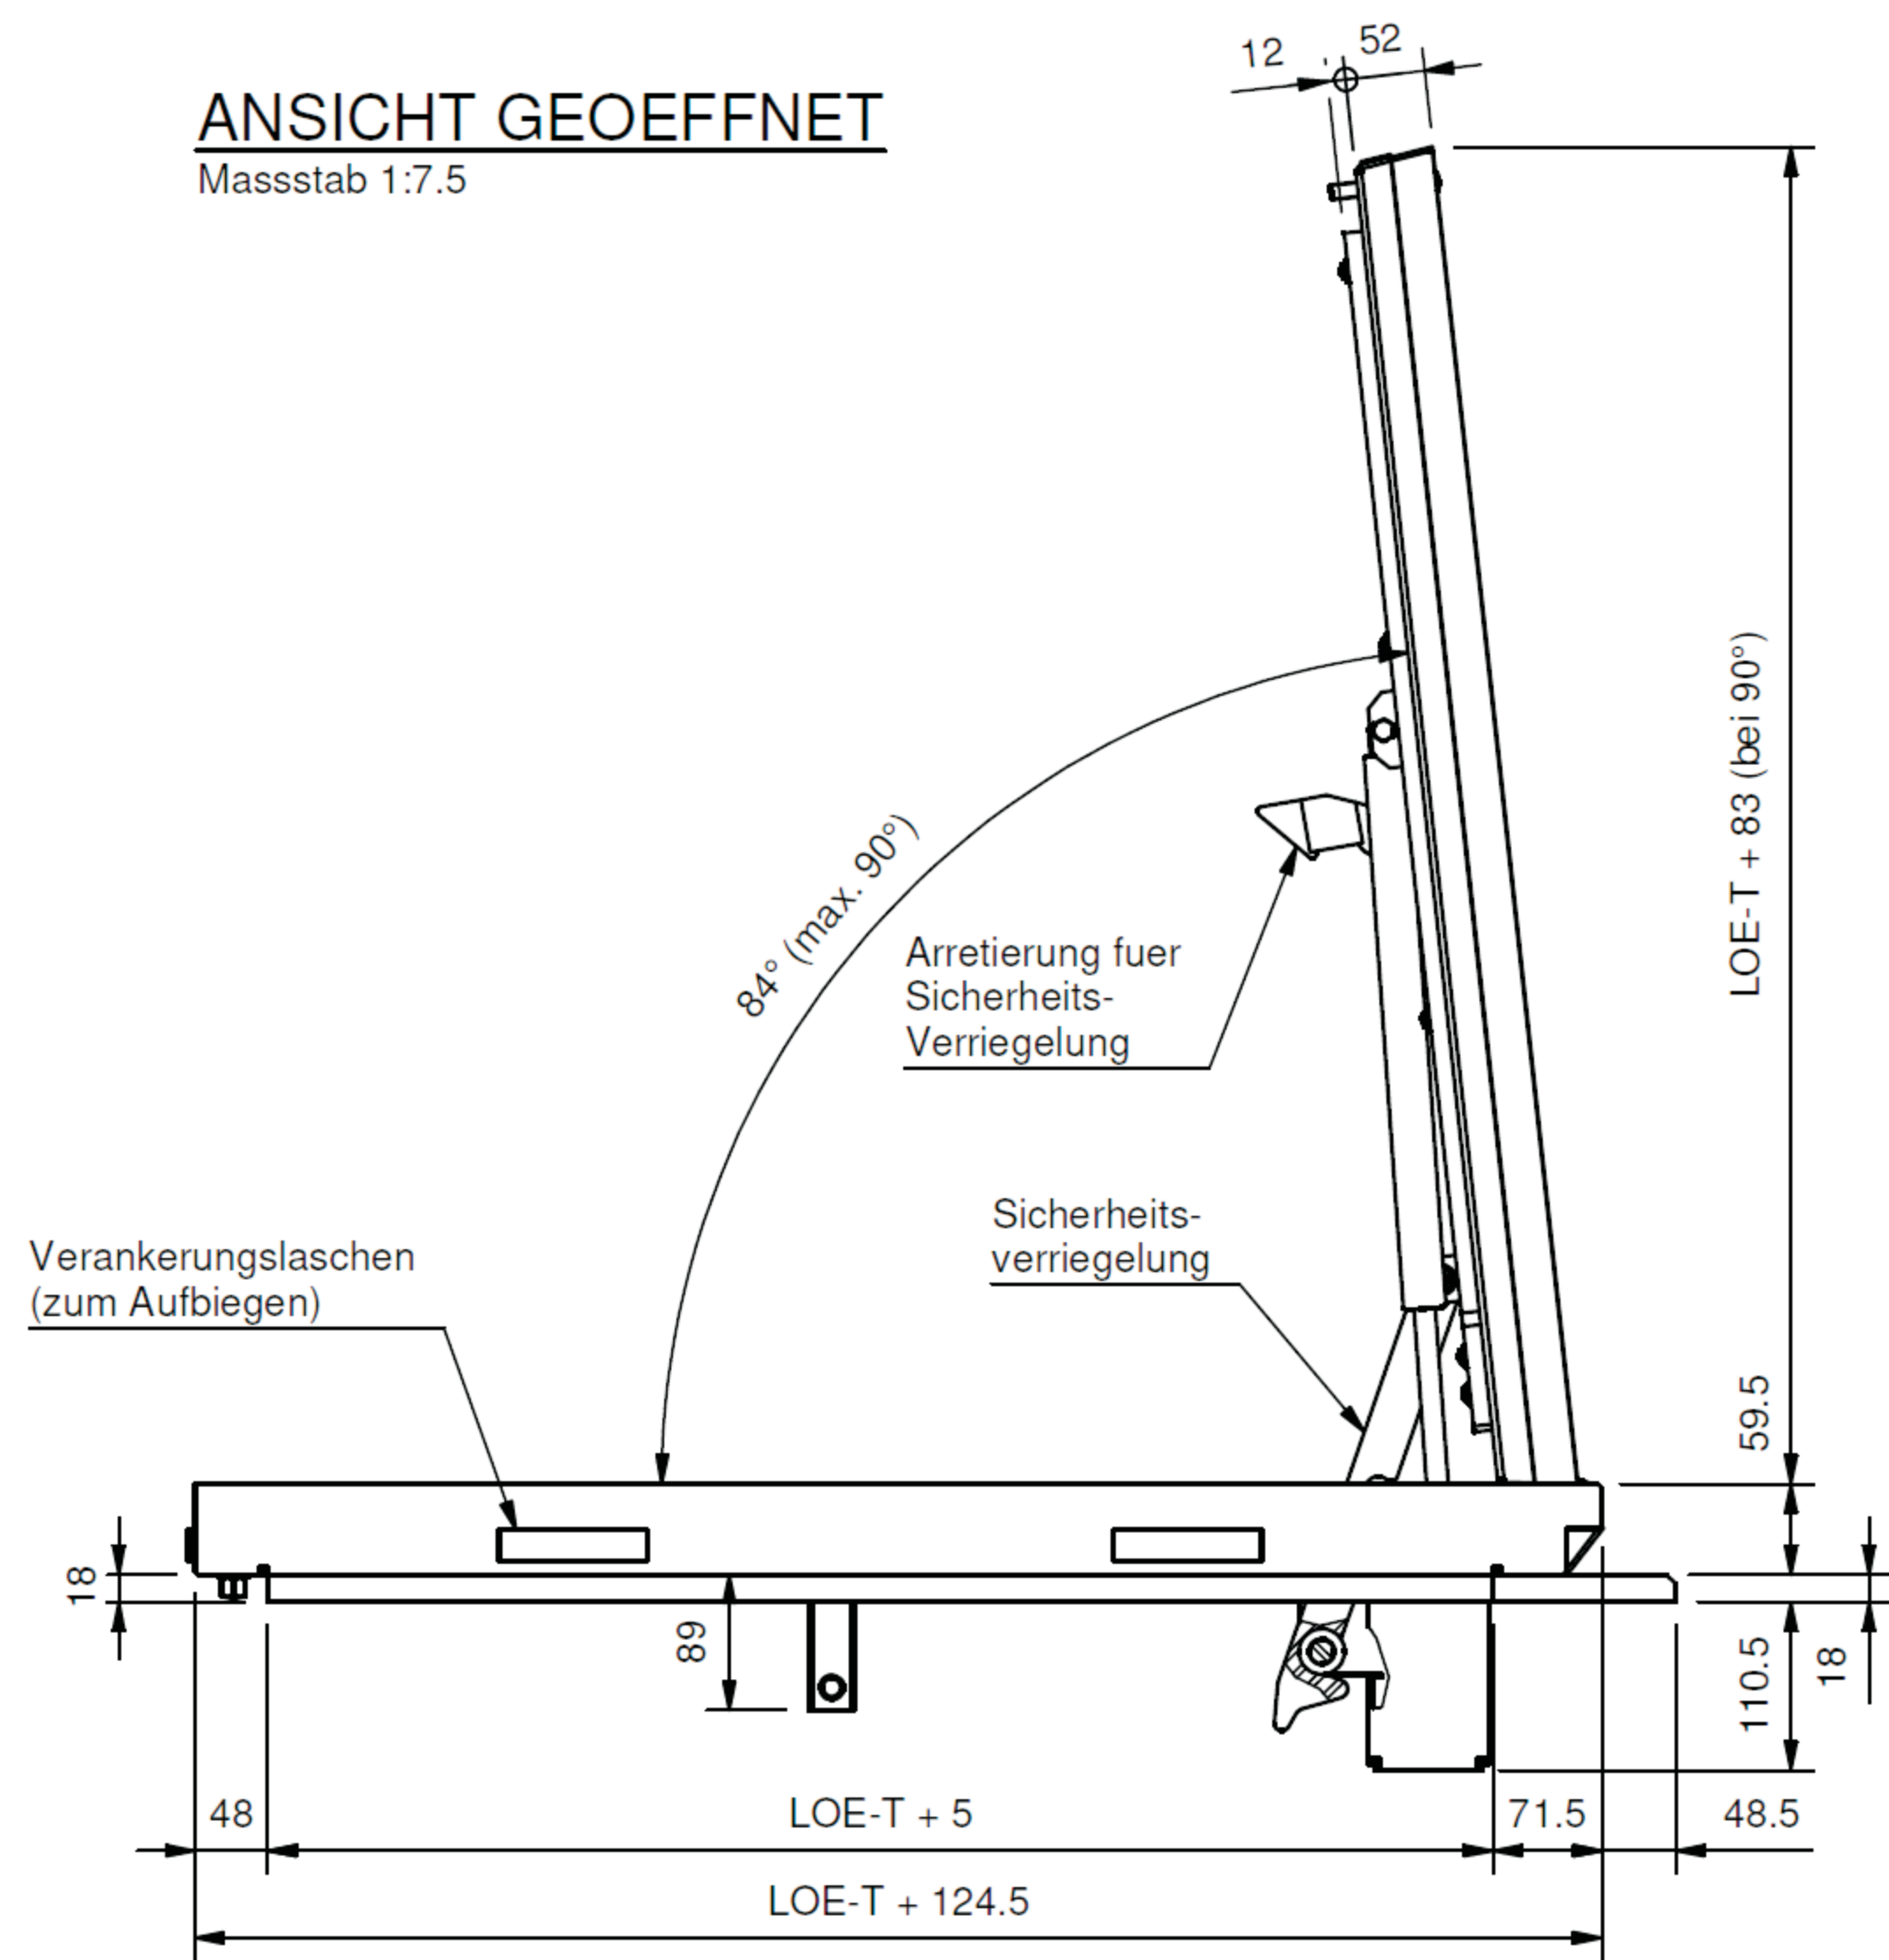 12
52
ANSICHT GEOEFFNET
Massstab 1:7.5
LOE-T + 83 (bei 90°)
84° (max. 90°)
Arretierung fuer
Sicherheits-
Verriegelung
Sicherheits-
verriegelung
Verankerungslaschen
(zum Aufbiegen)
59.5
18
89
110.5
18
48
LOE-T + 5
71.5
48.5
LOE-T + 124.5